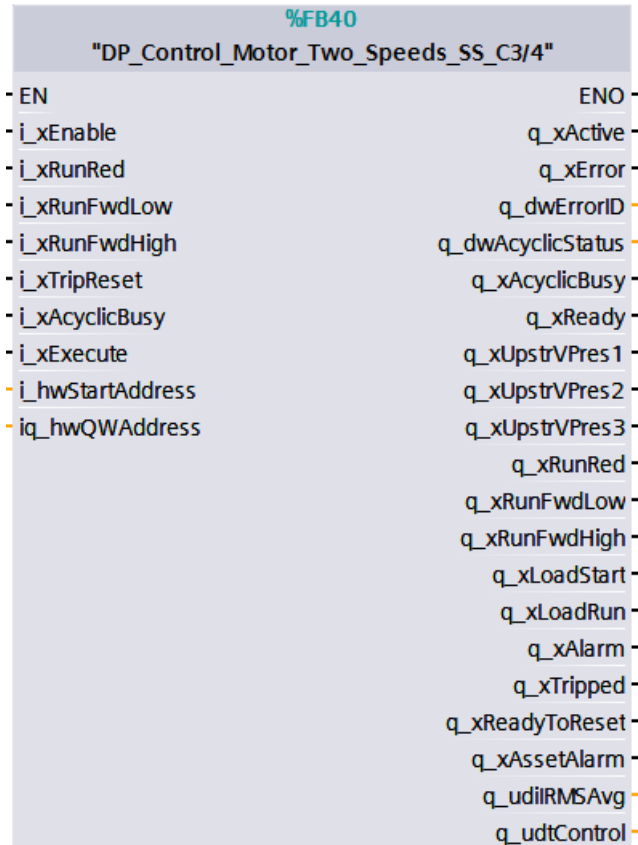 %FB40
"DP_Control_Motor_Two_Speeds_SS_C3/4"
EN ENO
i_xEnable q_xActive
i_xRunRed q_xError
i_xRunFwdLow q_dwErrorID
i_xRunFwdHigh q_dwAcyclicStatus
i_xTripReset q_xAcyclicBusy
i_xAcyclicBusy q_xReady
i_xExecute q_xUpstrVPres1
i_hwStartAddress q_xUpstrVPres2
iq_hwQWAddress q_xUpstrVPres3
q_xRunRed
q_xRunFwdLow
q_xRunFwdHigh
q_xLoadStart
q_xLoadRun
q_xAlarm
q_xTripped
q_xReadyToReset
q_xAssetAlarm
q_udiIRMSAvg
q_udtControl